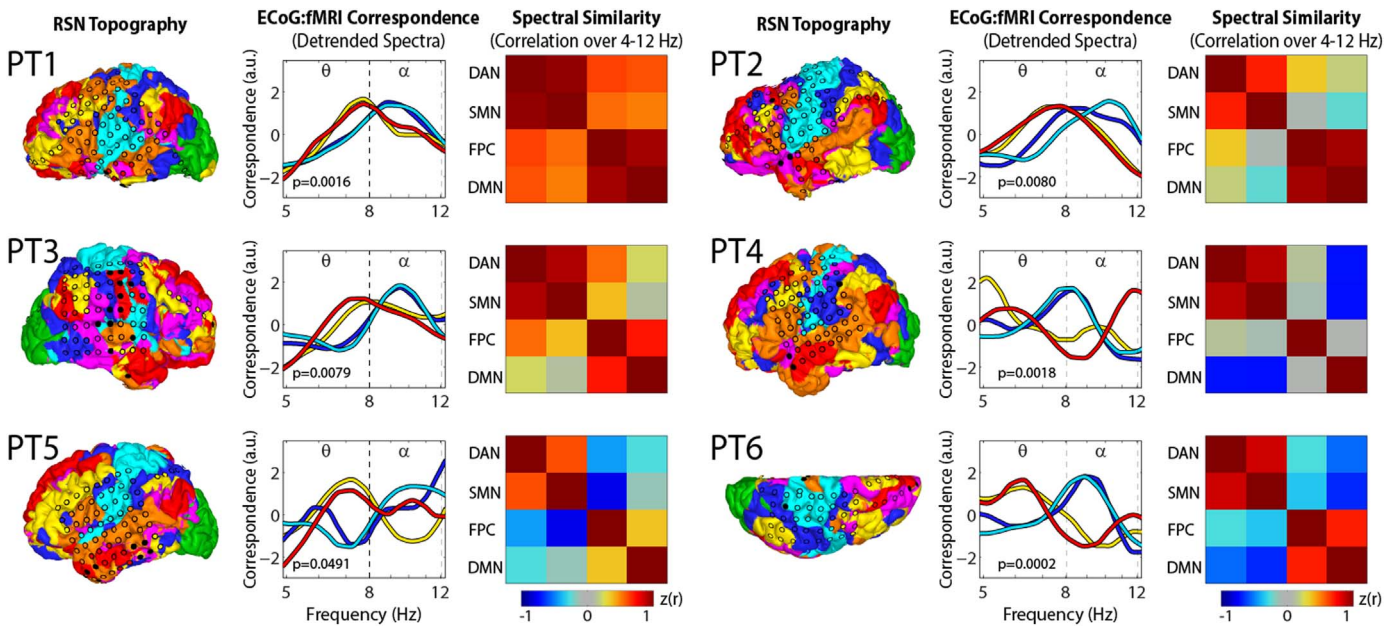 RSN Topography
ECoG:fMRI Correspondence
(Detrended Spectra)
Spectral Similarity
(Correlation over 4-12 Hz)
RSN Topography
ECoG:fMRI Correspondence
(Detrended Spectra)
Spectral Similarity
(Correlation over 4-12 Hz)
PT1
Correspondence (a.u.)
2
0
−2
θ
α
p=0.0016
5
8
12
DAN
SMN
FPC
DMN
PT2
Correspondence (a.u.)
2
0
−2
θ
α
p=0.0080
5
8
12
DAN
SMN
FPC
DMN
PT3
Correspondence (a.u.)
2
0
−2
θ
α
p=0.0079
5
8
12
DAN
SMN
FPC
DMN
PT4
Correspondence (a.u.)
2
0
−2
θ
α
p=0.0018
5
8
12
DAN
SMN
FPC
DMN
PT5
Correspondence (a.u.)
2
0
−2
θ
α
p=0.0491
5
8
12
Frequency (Hz)
DAN
SMN
FPC
DMN
-1
0
1
z(r)
PT6
Correspondence (a.u.)
2
0
−2
θ
α
p=0.0002
5
8
12
Frequency (Hz)
DAN
SMN
FPC
DMN
-1
0
1
z(r)